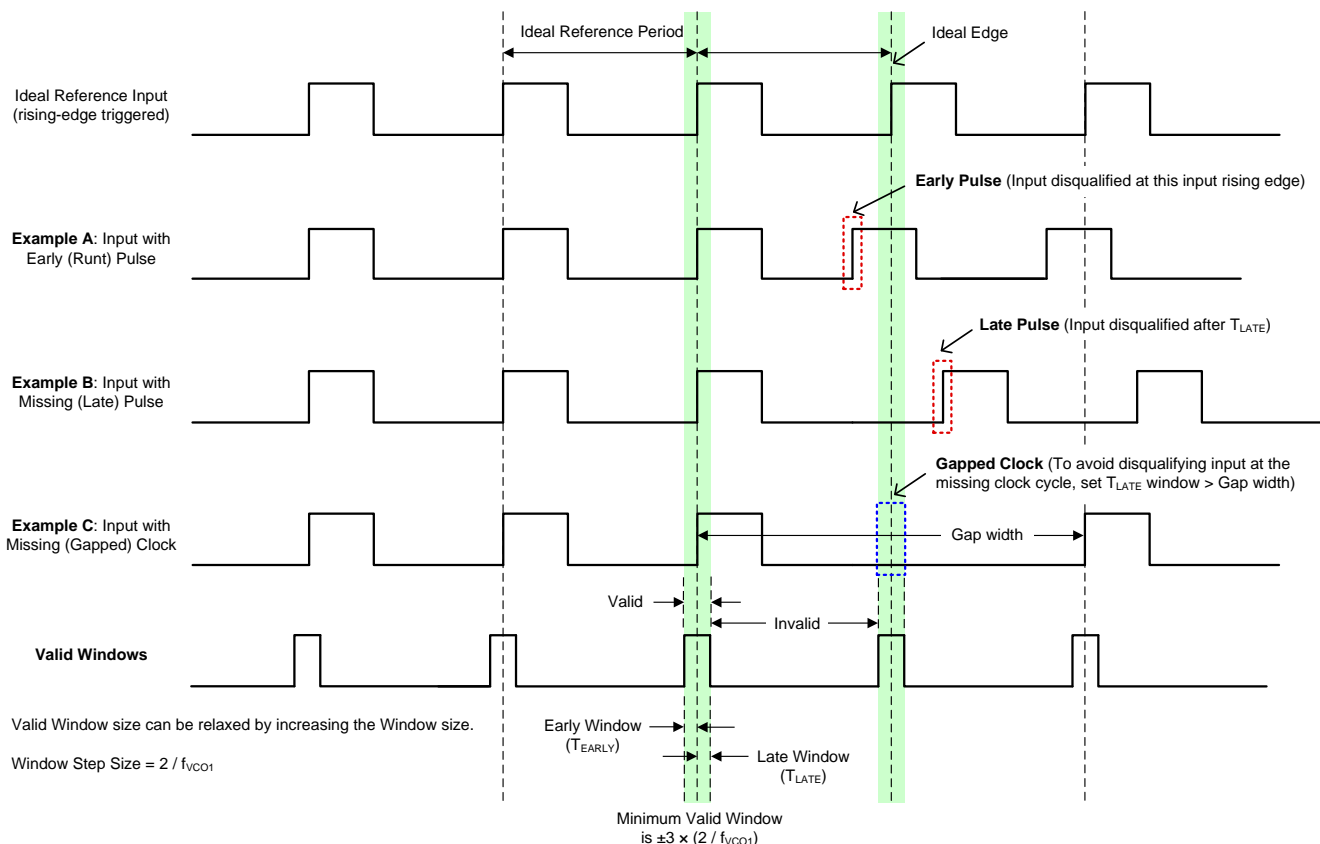 Ideal Reference Period
Ideal Edge
Ideal Reference Input
(rising-edge triggered)
Early Pulse (Input disqualified at this input rising edge)
Example A: Input with
Early (Runt) Pulse
Late Pulse (Input disqualified after TLATE)
Example B: Input with
Missing (Late) Pulse
Gapped Clock (To avoid disqualifying input at the
missing clock cycle, set TLATE window > Gap width)
Example C: Input with
Missing (Gapped) Clock
Gap width
Valid
Invalid
Valid Windows
Valid Window size can be relaxed by increasing the Window size.
Early Window
(TEARLY)
Window Step Size = 2 / fVCO1
Late Window
(TLATE)
Minimum Valid Window
is ±3 × (2 / fVCO1)